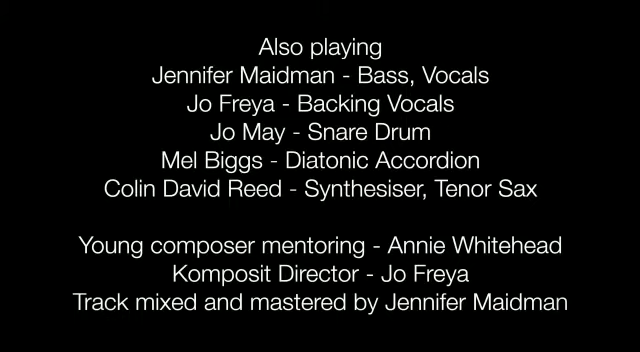 Also playing
Jennifer Maidman - Bass, Vocals
Jo Freya - Backing Vocals
Jo May - Snare Drum
Mel Biggs - Diatonic Accordion
Colin David Reed - Synthesiser, Tenor Sax
Young composer mentoring - Annie Whitehead
Komposit Director - Jo Freya
Track mixed and mastered by Jennifer Maidman